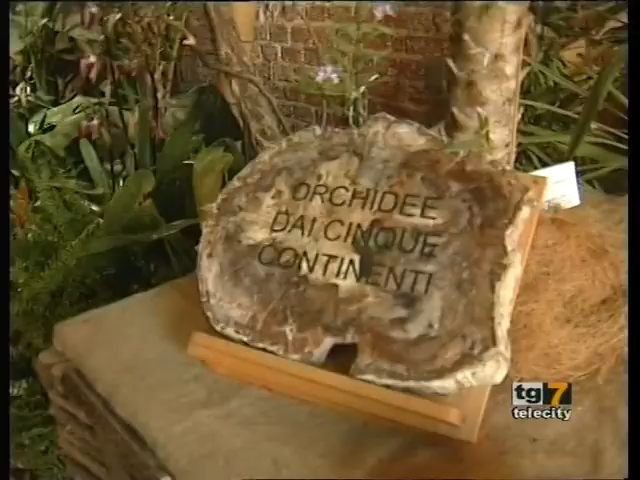 ORCHIDEE
DAI CINQUE
CONTINENTI
tg7
telecity